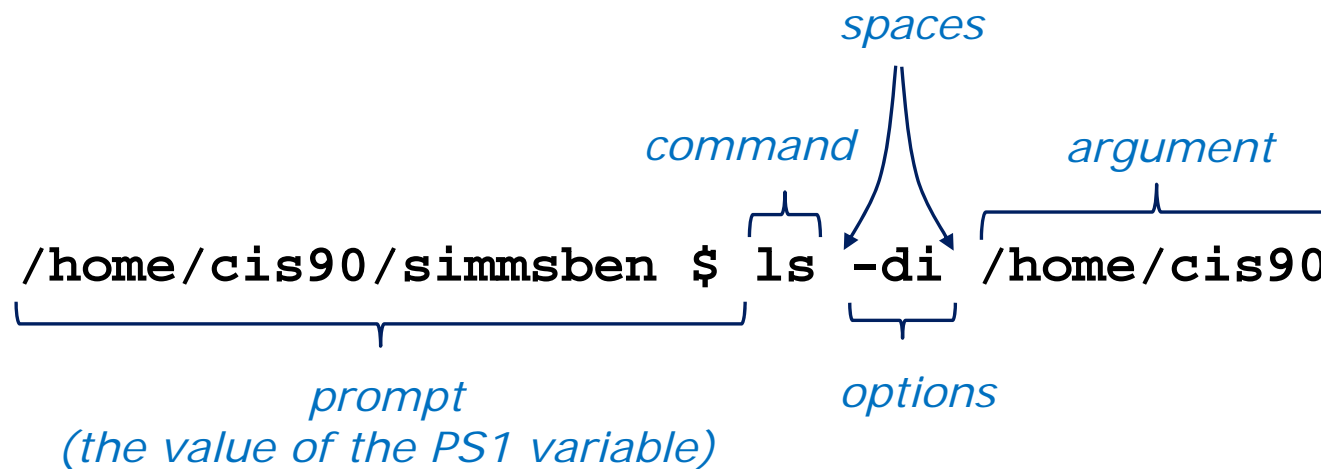 spaces
command
argument
/home/cis90/simmsben $ ls -di /home/cis90
options
prompt
(the value of the PS1 variable)